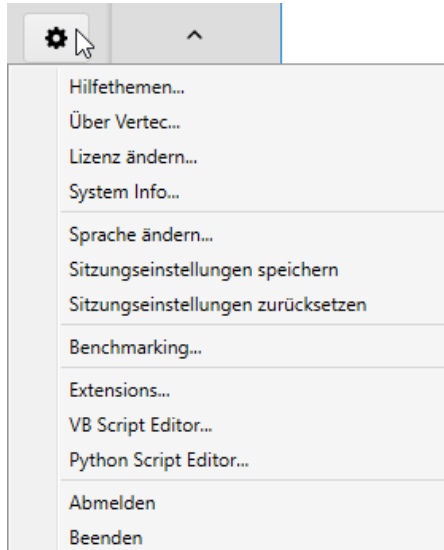 Hilfethemen...
Über Vertec...
Lizenz ändern...
System Info...
Sprache ändern...
Sitzungseinstellungen speichern
Sitzungseinstellungen zurücksetzen
Benchmarking...
Extensions...
VB Script Editor...
Python Script Editor...
Abmelden
Beenden